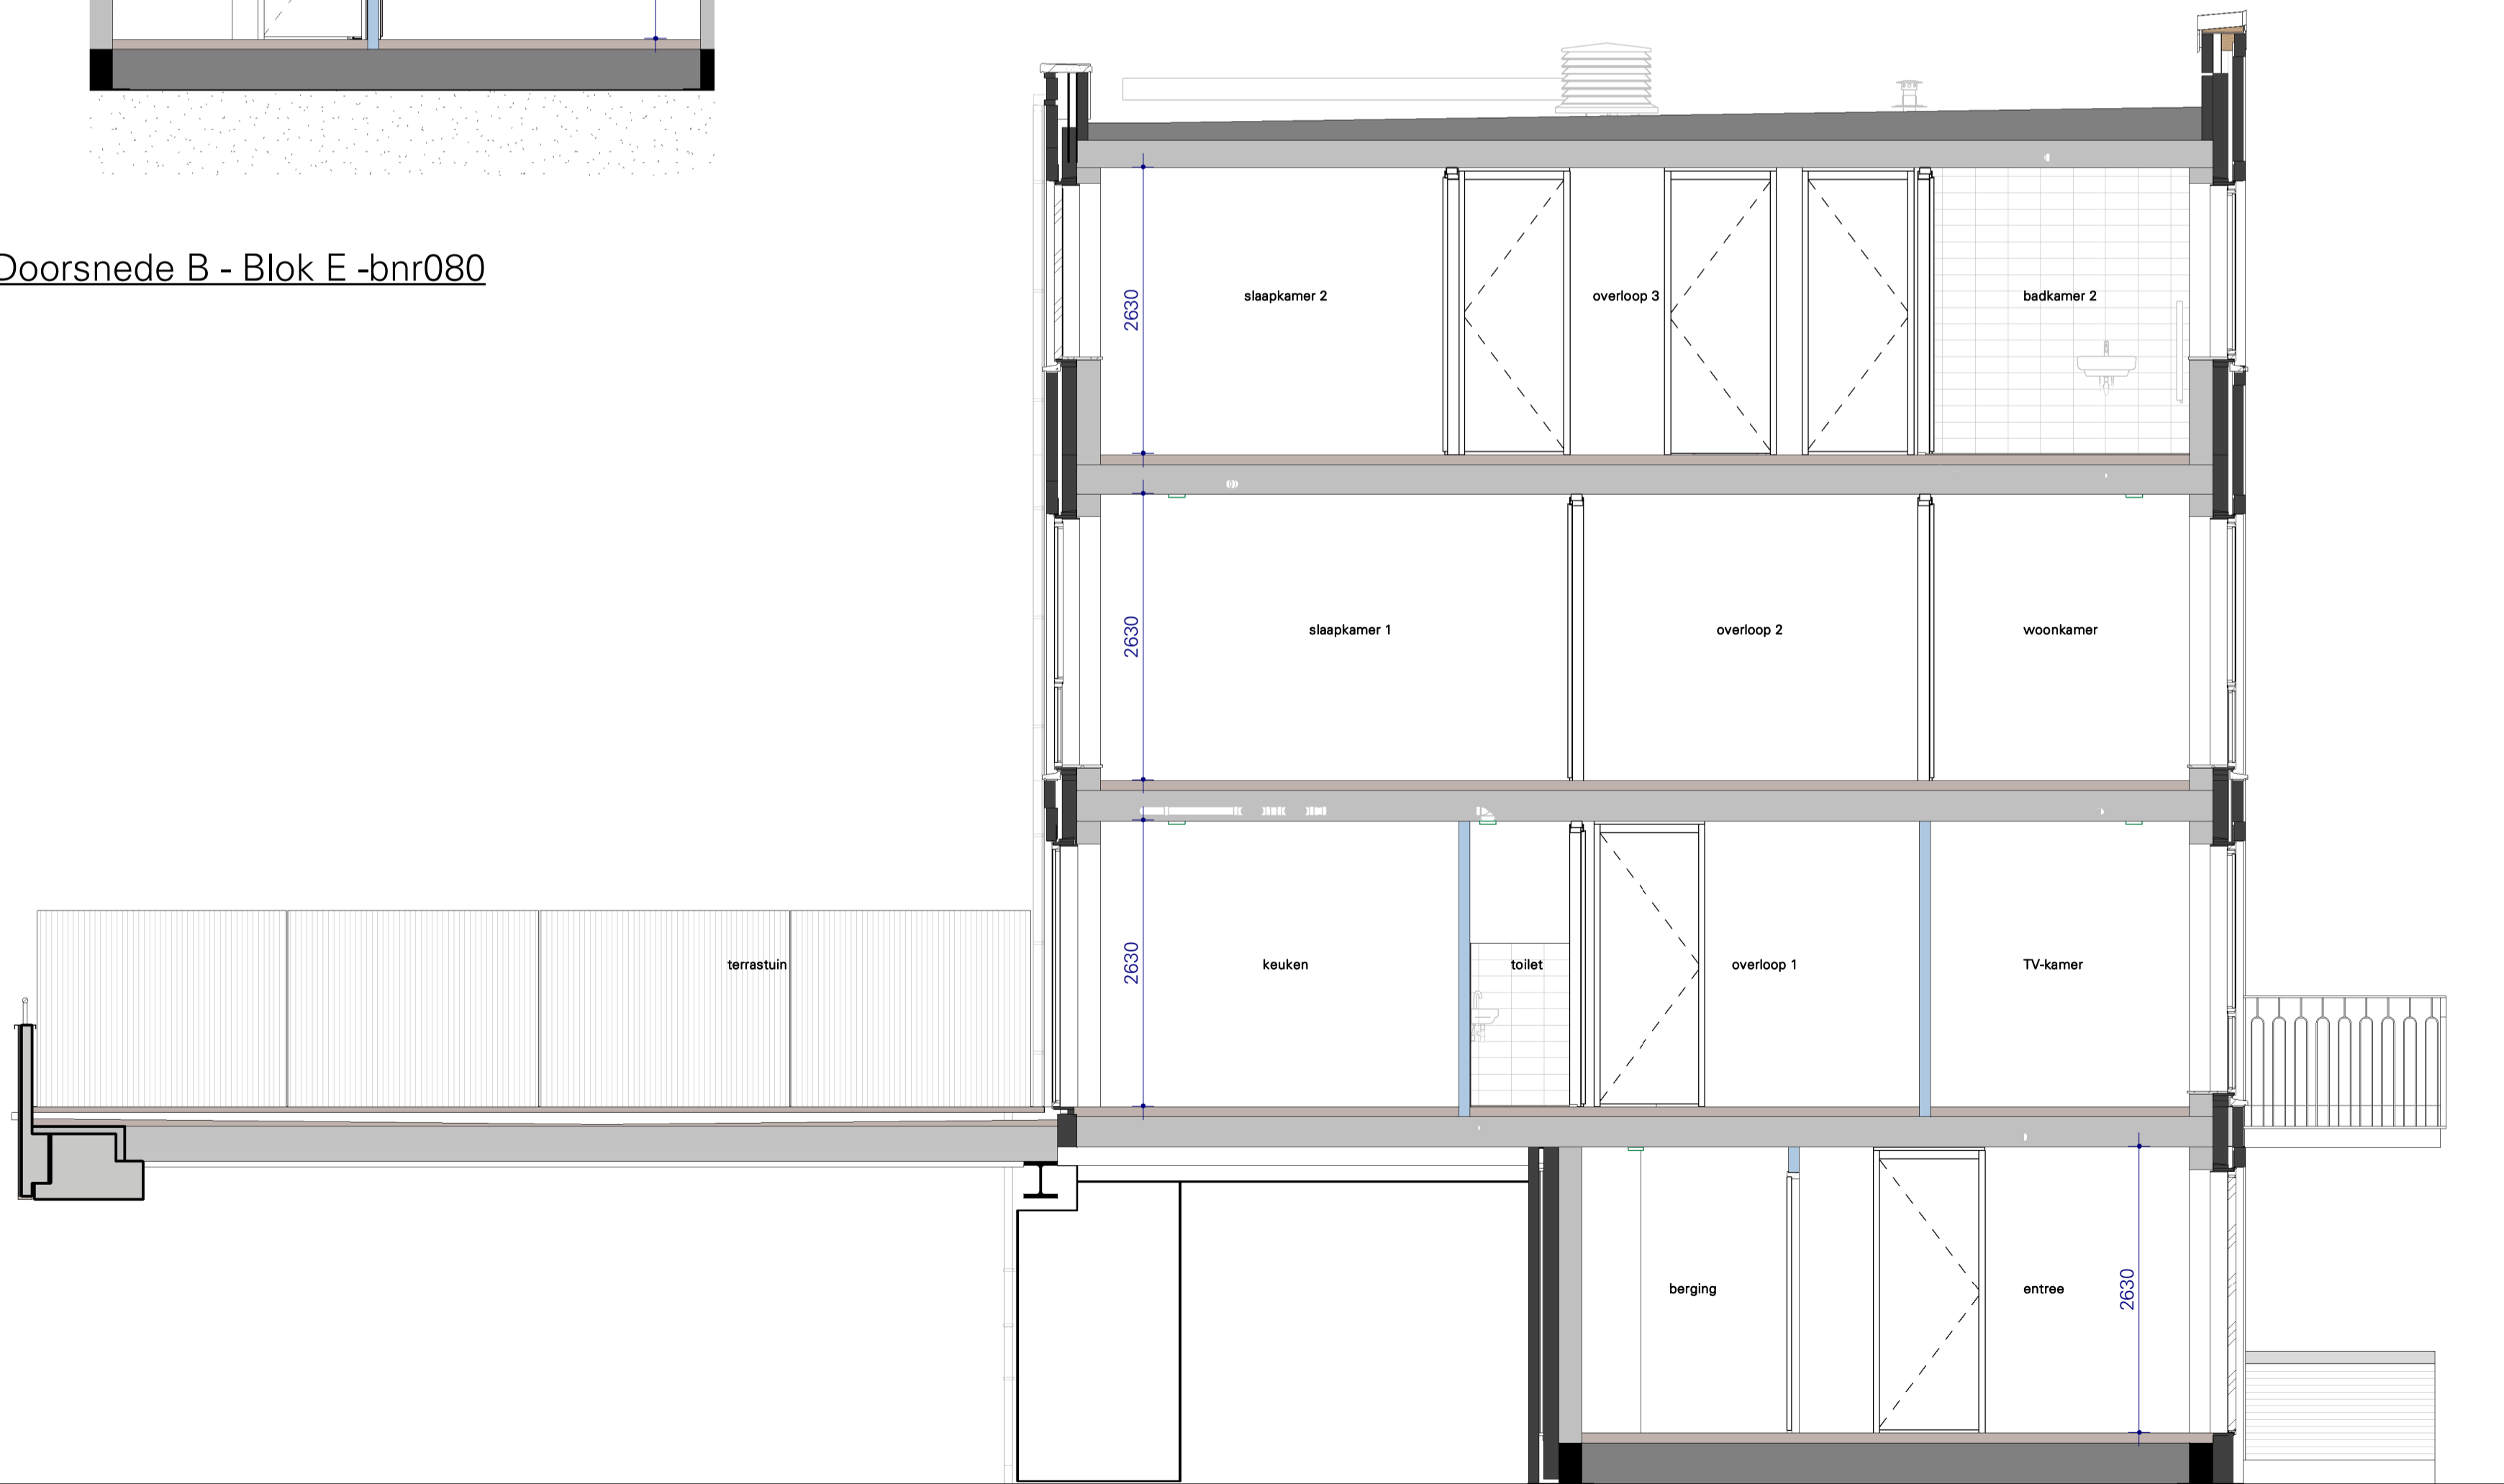 Doorsnede B - Blok E -bnr080
slaapkamer 2
overloop 3
badkamer 2
2630
slaapkamer 1
overloop 2
woonkamer
2630
terrastuin
keuken
toilet
overloop 1
TV-kamer
2630
berging
entree
2630